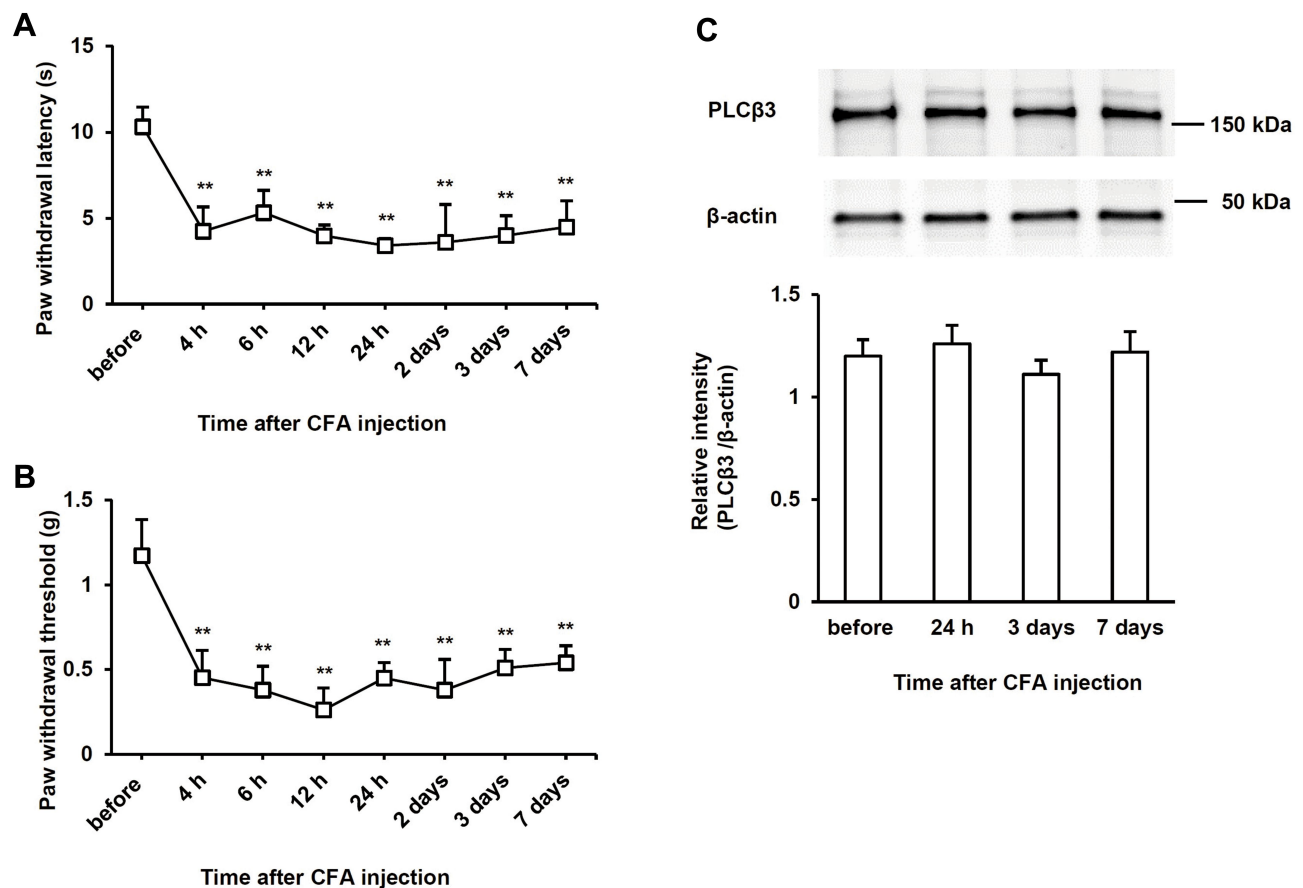 A
Paw withdrawal latency (s)
15
10
5
0
**
**
**
**
**
**
**
before
4 h
6 h
12 h
24 h
2 days
3 days
7 days
Time after CFA injection
B
Paw withdrawal threshold (g)
1.5
1
0.5
0
**
**
**
**
**
**
**
before
4 h
6 h
12 h
24 h
2 days
3 days
7 days
Time after CFA injection
C
PLCβ3
150 kDa
β-actin
50 kDa
Relative intensity
(PLCβ3 /β-actin)
1.5
1
0.5
0
before
24 h
3 days
7 days
Time after CFA injection